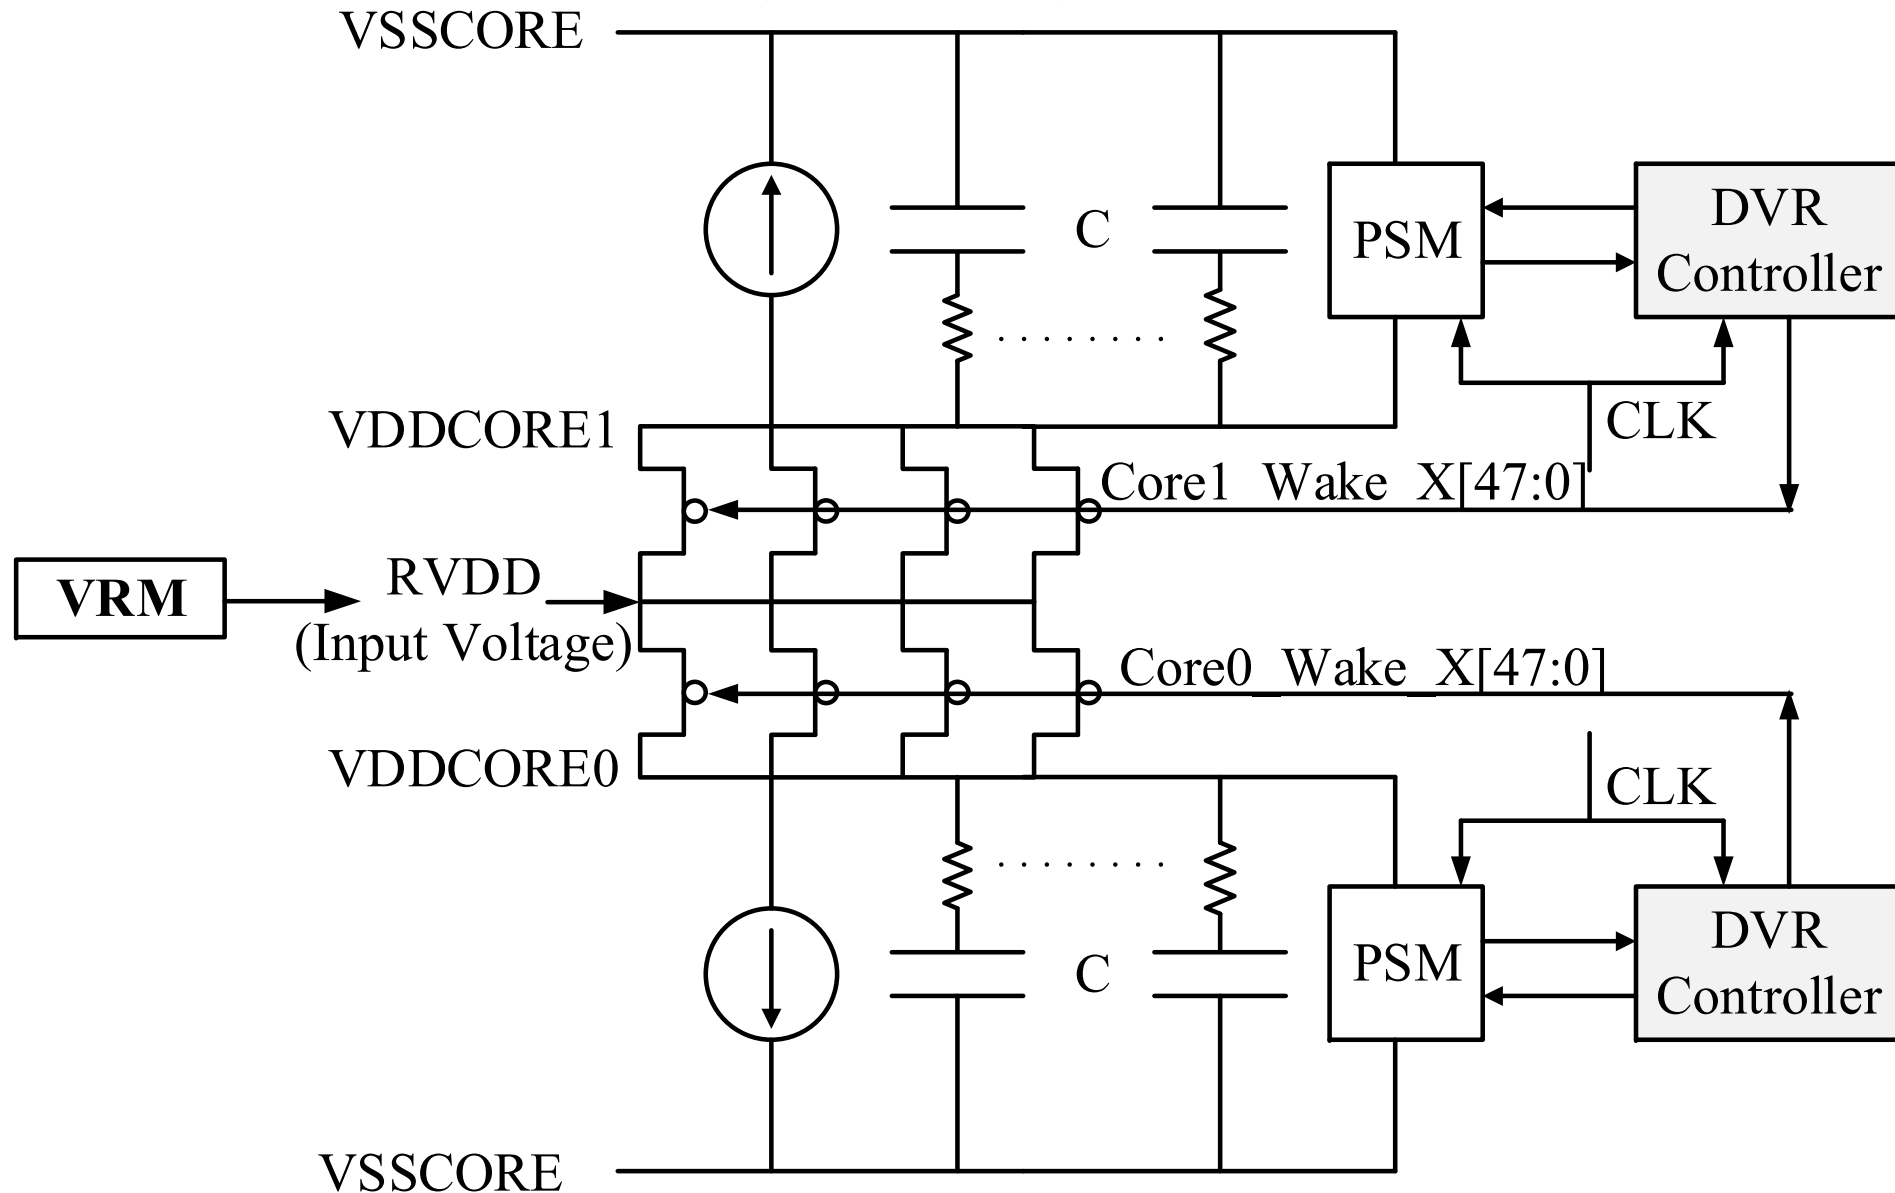 VSSCORE
C
PSM
DVR
Controller
VDDCORE1
CLK
Core1_Wake_X[47:0]
VRM
RVDD
(Input Voltage)
Core0_Wake_X[47:0]
VDDCORE0
CLK
C
PSM
DVR
Controller
VSSCORE